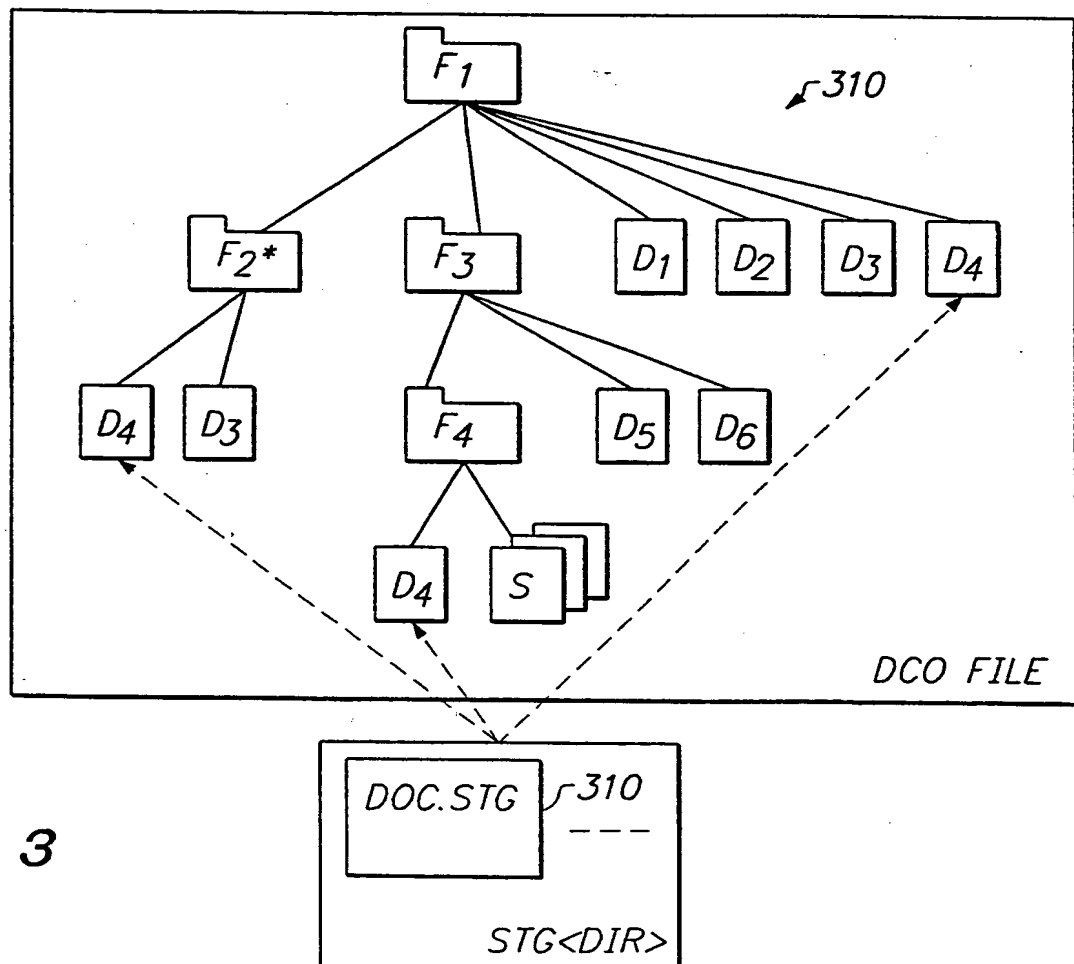 F1
310
F2*
F3
D1
D2
D3
D4
D4
D3
F4
D5
D6
D4
S
DCO FILE
DOC.STG
310
3
STG<DIR>